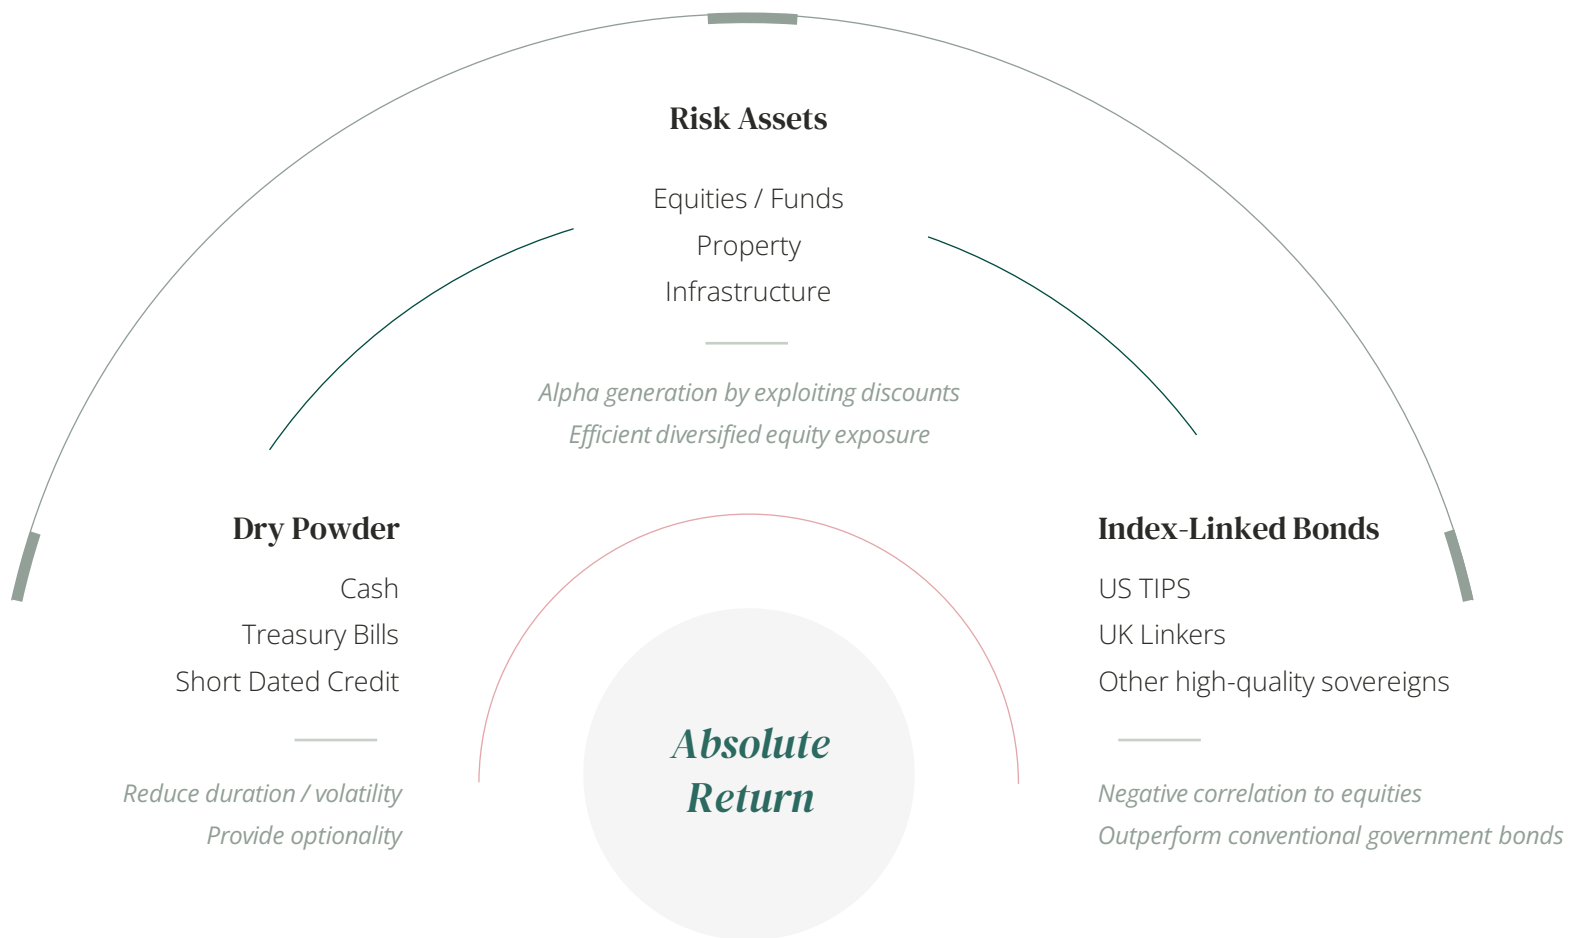 Risk Assets
Equities / Funds
Property
Infrastructure
Alpha generation by exploiting discounts
Efficient diversified equity exposure
Dry Powder
Cash
Treasury Bills
Short Dated Credit
Reduce duration / volatility
Provide optionality
Absolute
Return
Index-Linked Bonds
US TIPS
UK Linkers
Other high-quality sovereigns
Negative correlation to equities
Outperform conventional government bonds